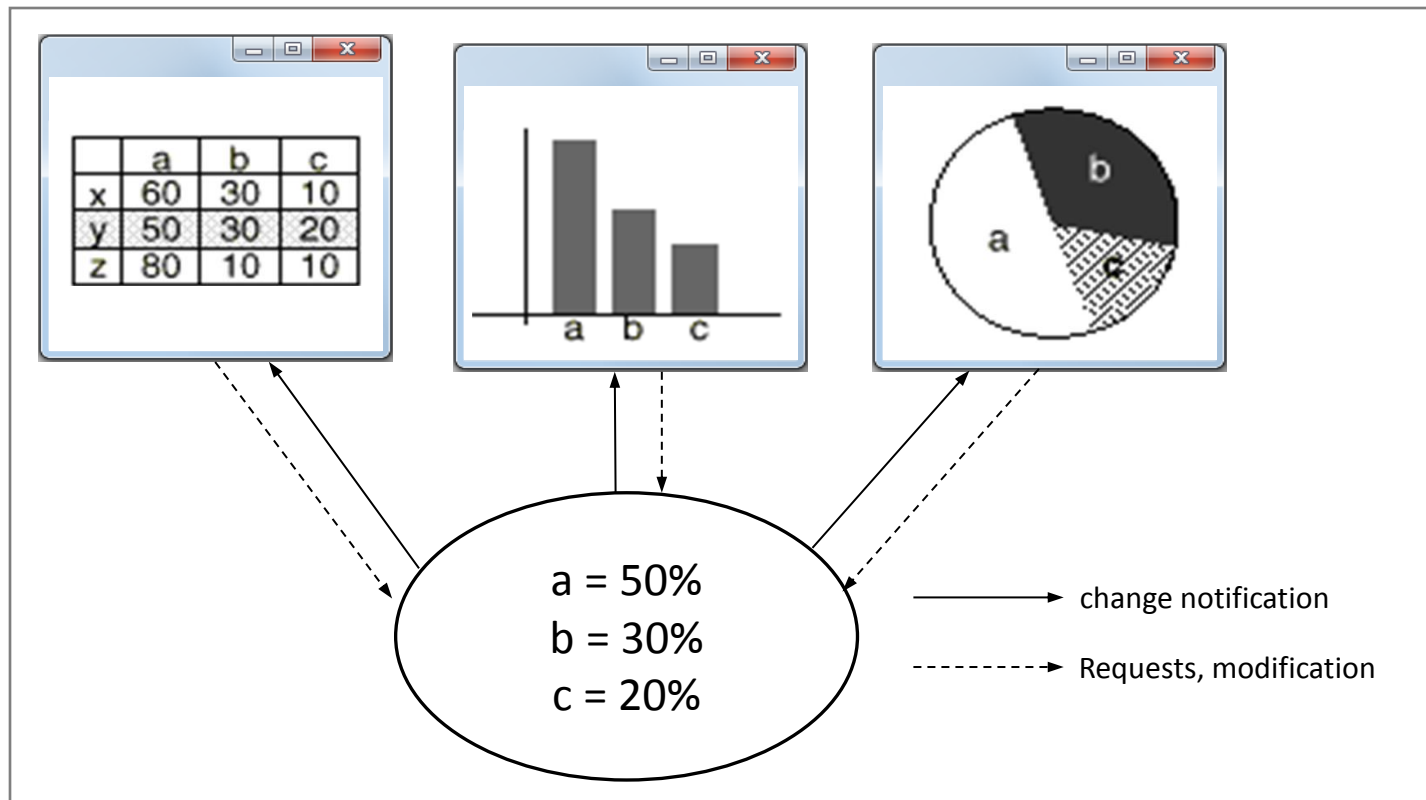 a b c
x 60 30 10
y 50 30 20
z 80 10 10
a b c
b
a
c
a = 50%
b = 30%
c = 20%
change notification
Requests, modification